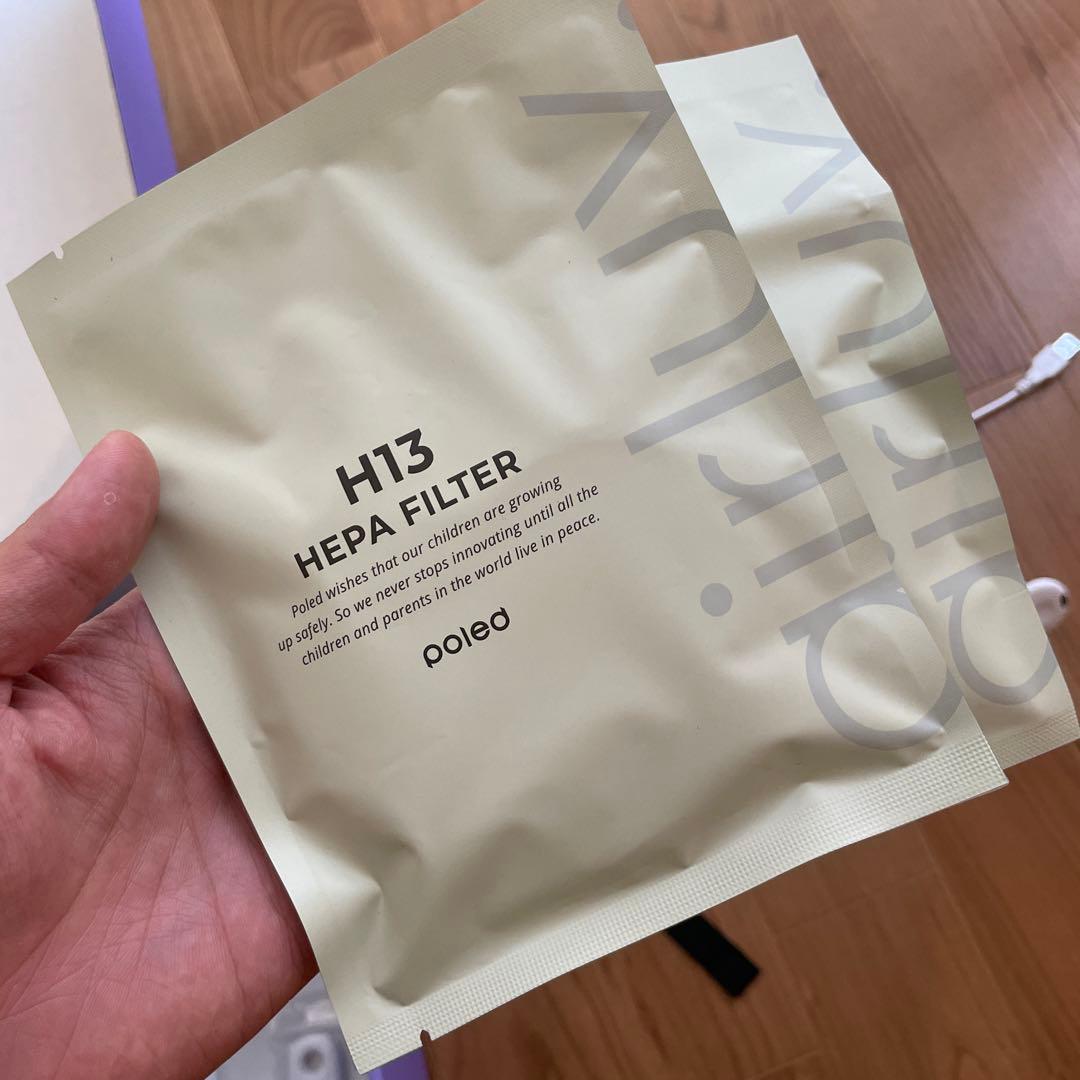 H13
HEPA FILTER
Poled wishes that our children are growing
up safely. So we never stops innovating until all the
children and parents in the world live in peace.
poled